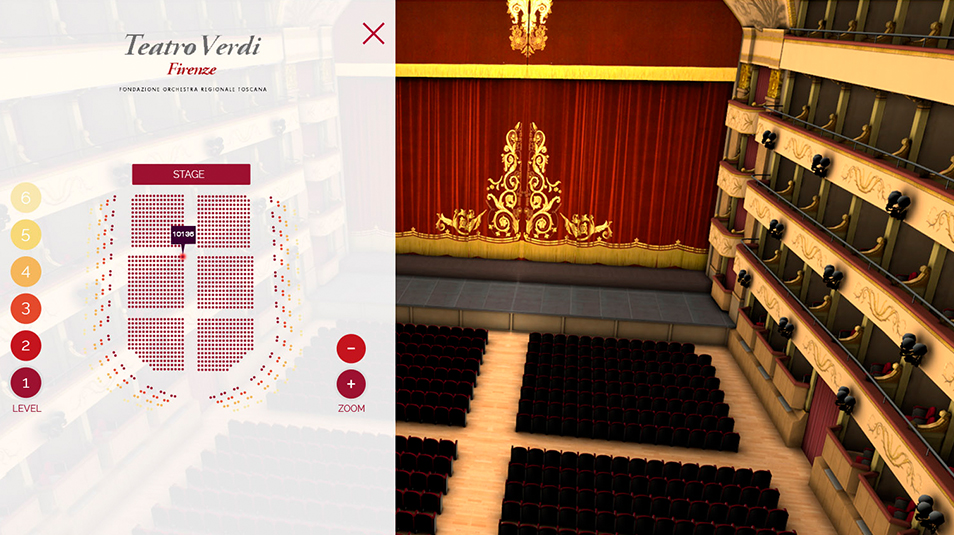 Teatro Verdi
Firenze
FONDAZIONE ORCHESTRA REGIONALE TOSCANA
STAGE
10136
6
5
4
3
2
1
LEVEL
−
+
ZOOM